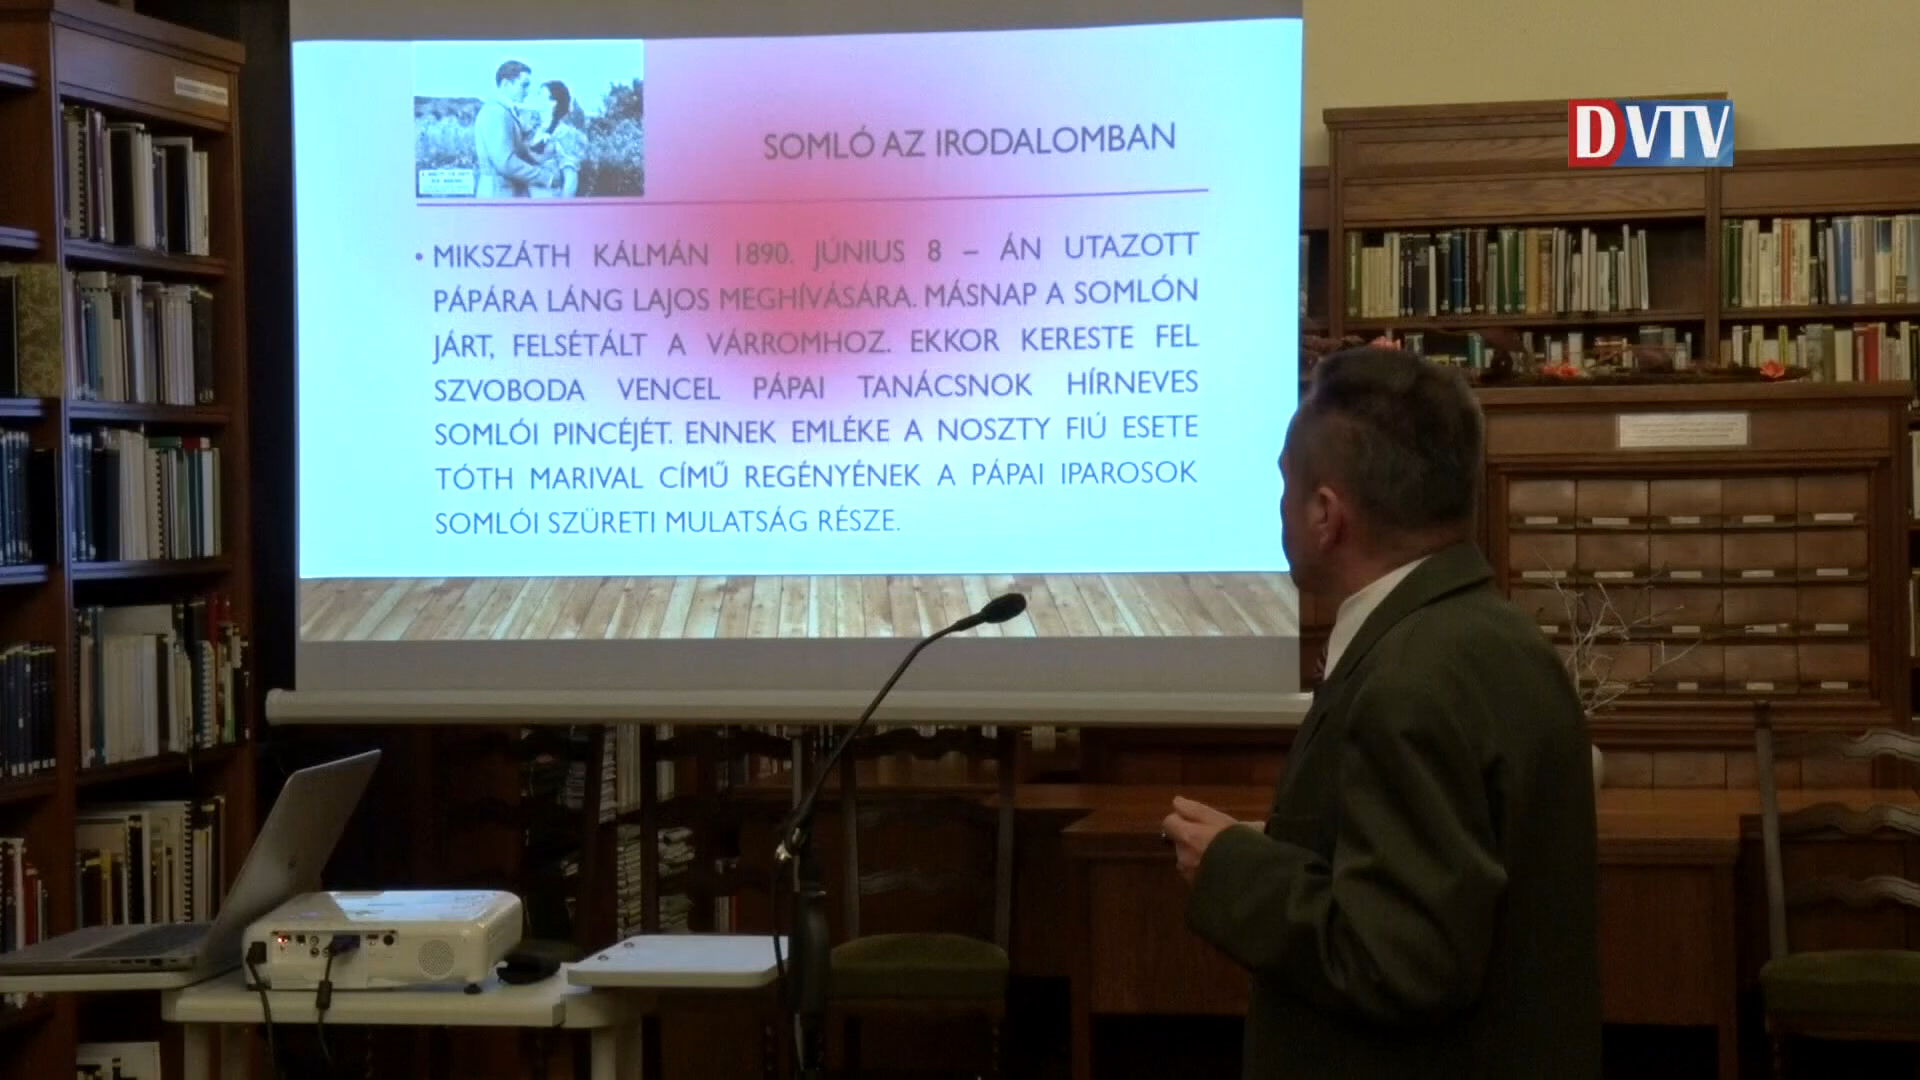 DVTV
SOMLÓ AZ IRODALOMBAN
• MIKSZÁTH KÁLMÁN 1890. JÚNIUS 8 – ÁN UTAZOTT
PÁPÁRA LÁNG LAJOS MEGHÍVÁSÁRA. MÁSNAP A SOMLÓN
JÁRT, FELSÉTÁLT A VÁRROMHOZ. EKKOR KERESTE FEL
SZVOBODA VENCEL PÁPAI TANÁCSNOK HÍRNEVES
SOMLÓI PINCÉJÉT. ENNEK EMLÉKE A NOSZTY FIÚ ESETE
TÓTH MARIVAL CÍMŰ REGÉNYÉNEK A PÁPAI IPAROSOK
SOMLÓI SZÜRETI MULATSÁG RÉSZE.